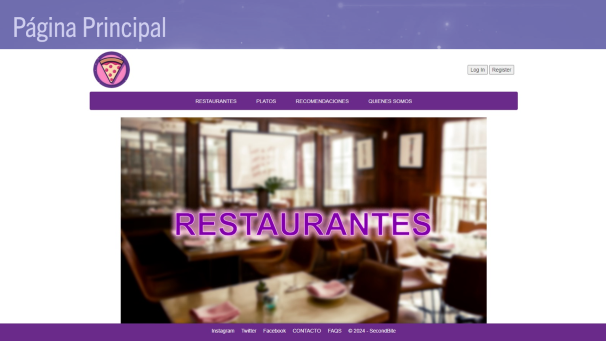 Página Principal
Log In Register
RESTAURANTES PLATOS RECOMENDACIONES QUIENES SOMOS
RESTAURANTES
Instagram Twitter Facebook CONTACTO FAQS © 2024 - SecondBite